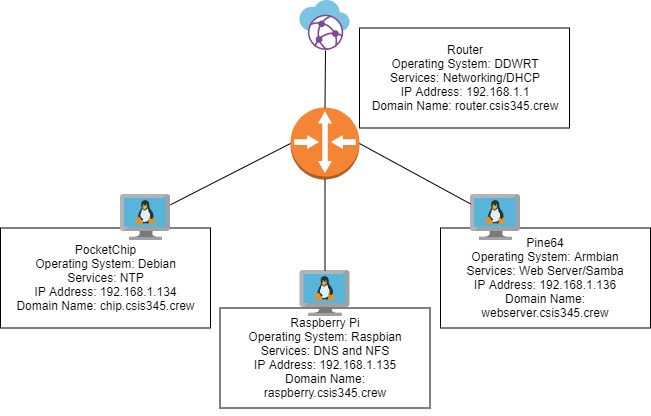 Router
Operating System: DDWRT
Services: Networking/DHCP
IP Address: 192.168.1.1
Domain Name: router.csis345.crew
PocketChip
Operating System: Debian
Services: NTP
IP Address: 192.168.1.134
Domain Name: chip.csis345.crew
Raspberry Pi
Operating System: Raspbian
Services: DNS and NFS
IP Address: 192.168.1.135
Domain Name:
raspberry.csis345.crew
Pine64
Operating System: Armbian
Services: Web Server/Samba
IP Address: 192.168.1.136
Domain Name:
webserver.csis345.crew